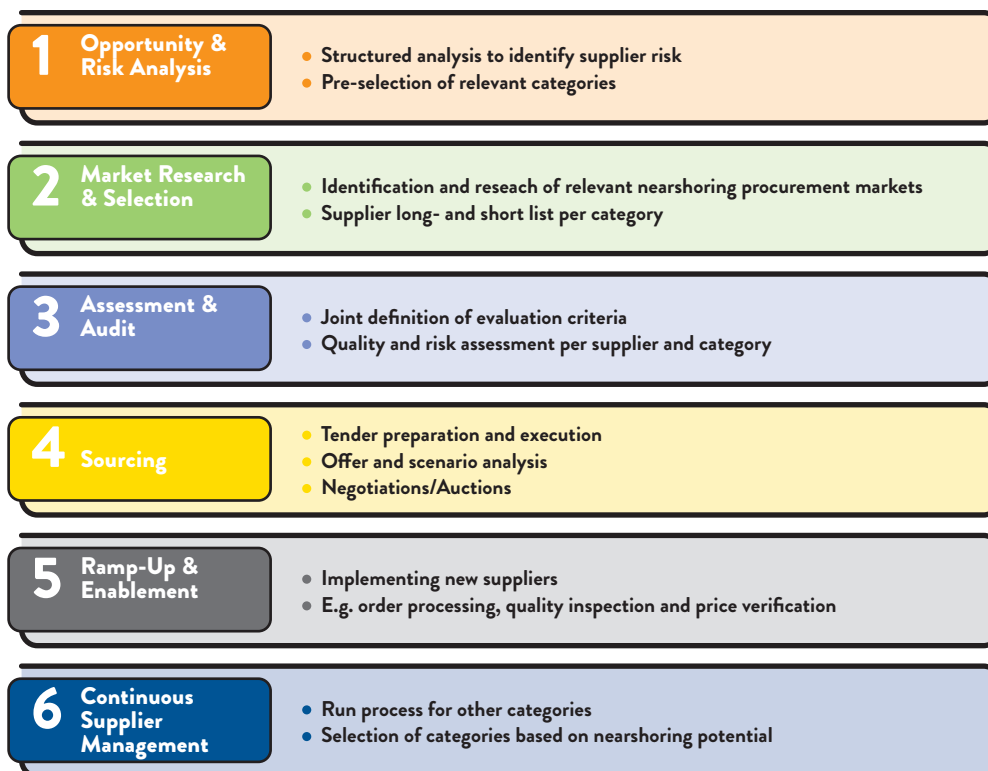 1
Opportunity &
Risk Analysis
• Structured analysis to identify supplier risk
• Pre-selection of relevant categories
2
Market Research
& Selection
• Identification and reseach of relevant nearshoring procurement markets
• Supplier long- and short list per category
3
Assessment &
Audit
• Joint definition of evaluation criteria
• Quality and risk assessment per supplier and category
4
Sourcing
• Tender preparation and execution
• Offer and scenario analysis
• Negotiations/Auctions
5
Ramp-Up &
Enablement
• Implementing new suppliers
• E.g. order processing, quality inspection and price verification
6
Continuous
Supplier
Management
• Run process for other categories
• Selection of categories based on nearshoring potential